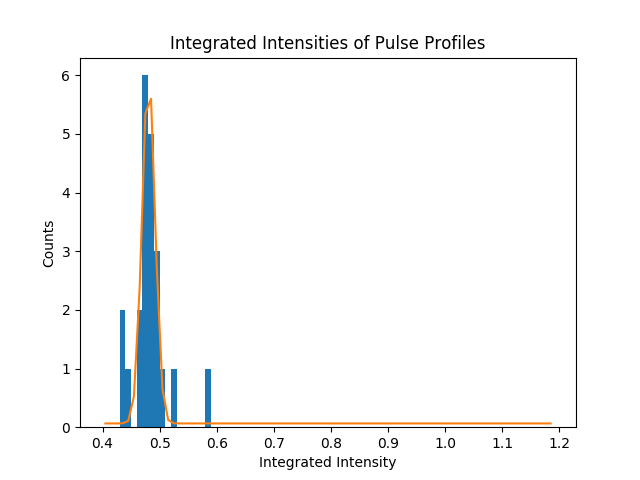 Integrated Intensities of Pulse Profiles
6
5
4
3
2
1
0
Counts
0.4 0.5 0.6 0.7 0.8 0.9 1.0 1.1 1.2
Integrated Intensity